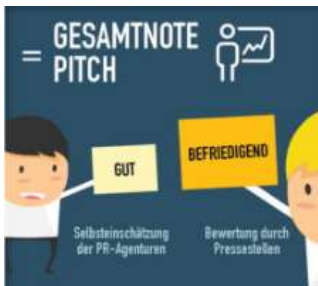 = GESAMTNOTE
PITCH
GUT
BEFRIEDIGEND
Selbsteinschätzung
der PR-Agenturen
Bewertung durch
Pressestellen